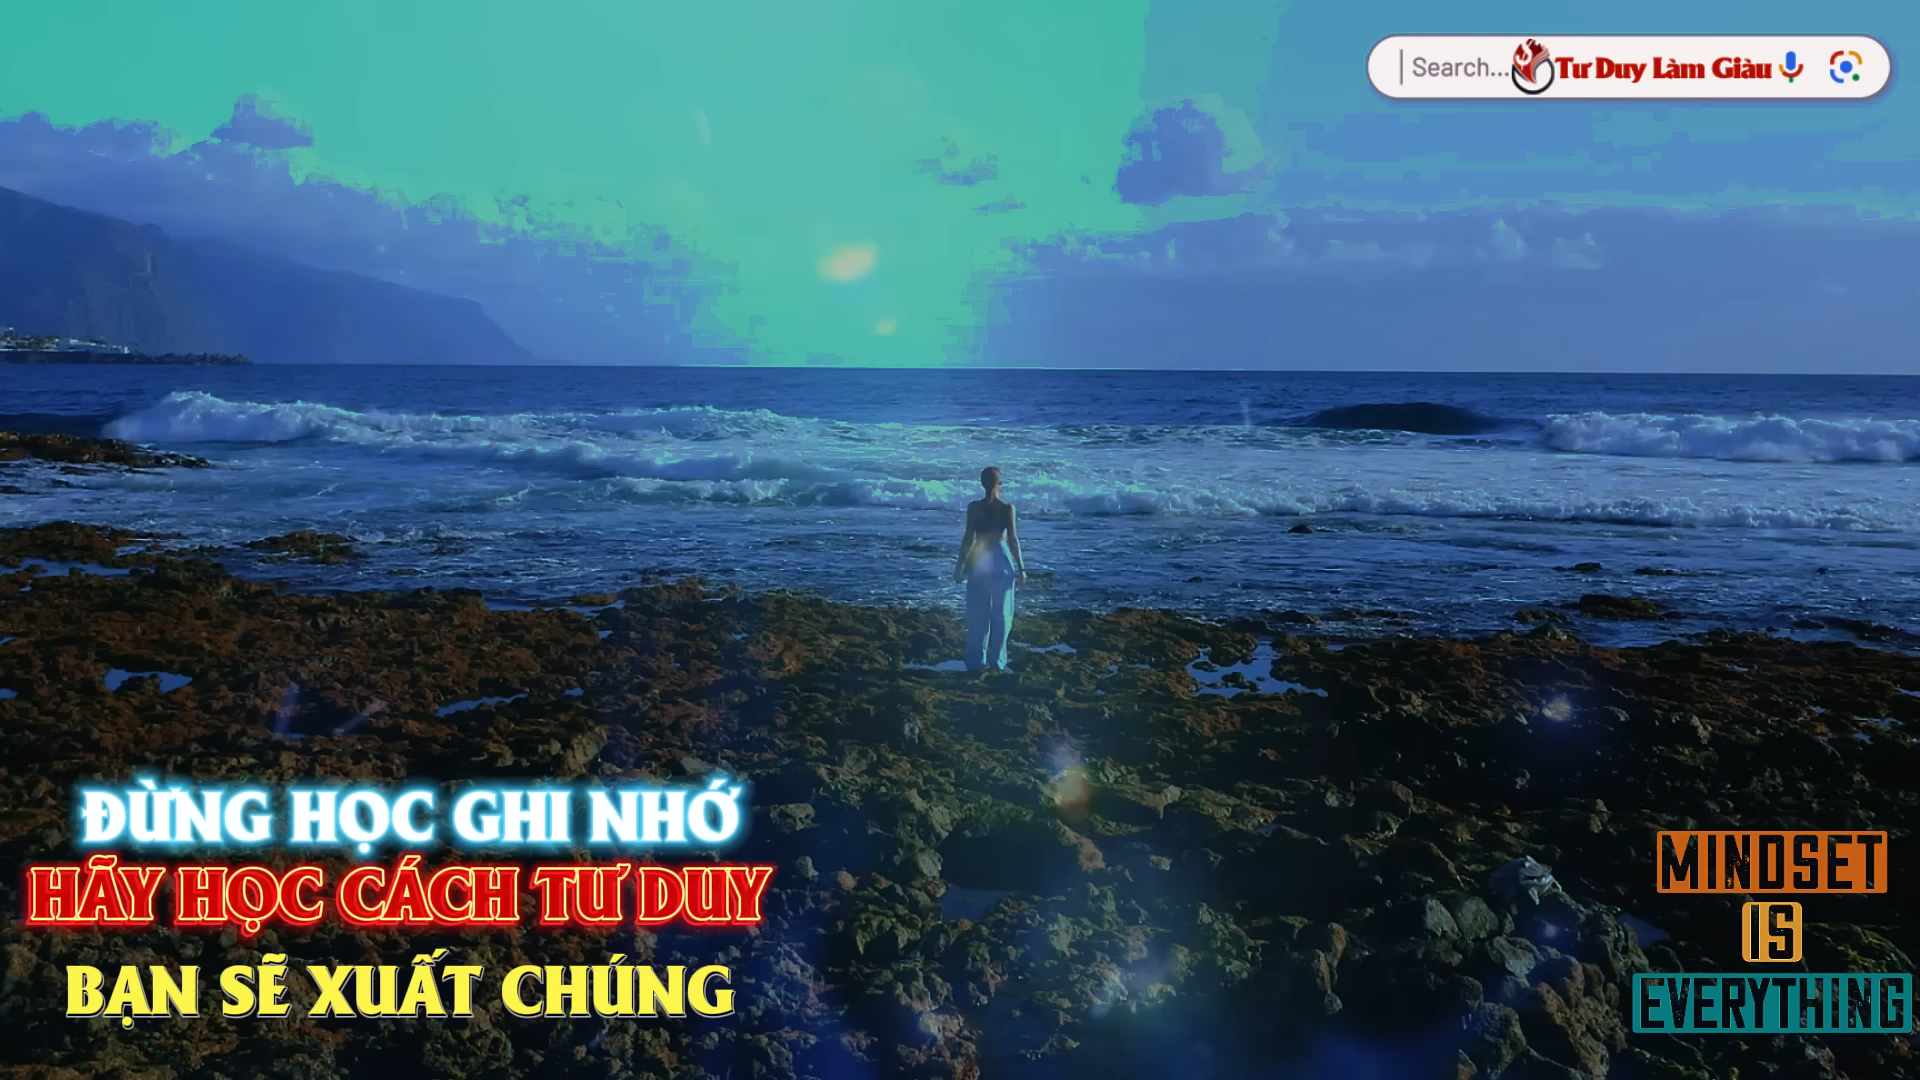 Search... Tư Duy Làm Giàu
ĐỪNG HỌC GHI NHỚ
HÃY HỌC CÁCH TƯ DUY
BẠN SẼ XUẤT CHÚNG
MINDSET
IS
EVERYTHING